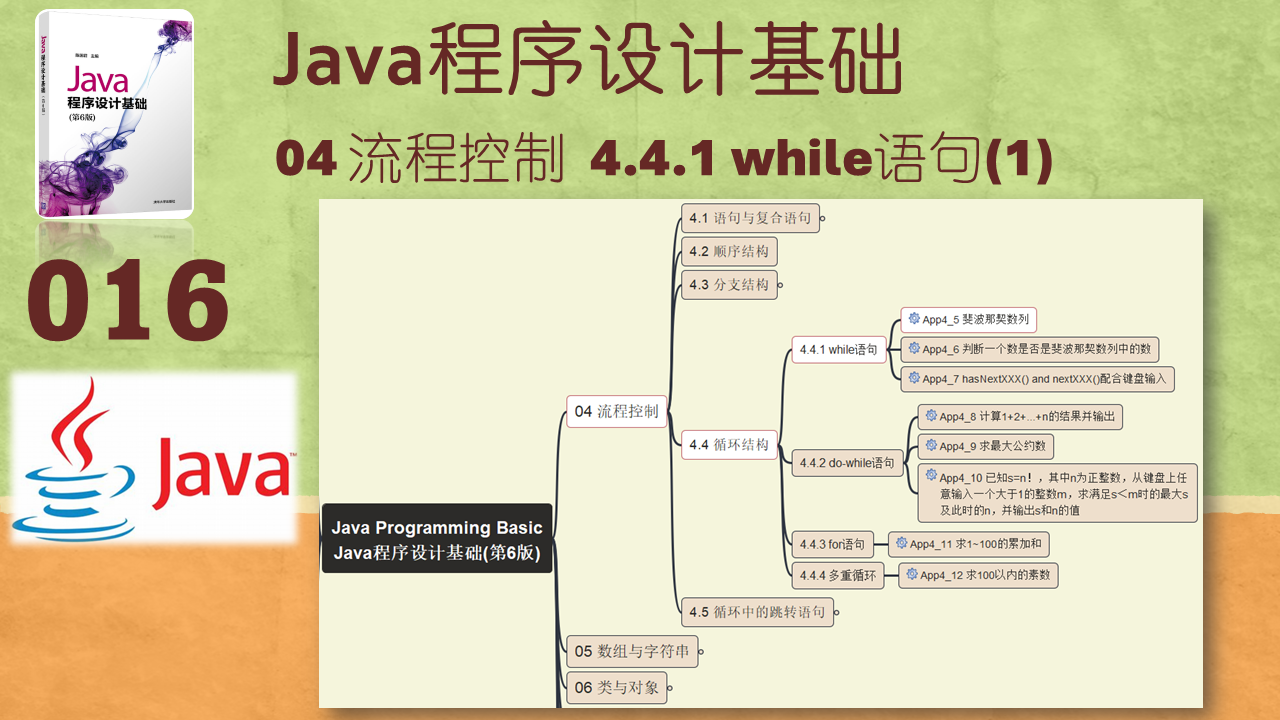 Java程序设计基础
04 流程控制 4.4.1 while语句(1)
Java
程序设计基础
(第6版)
016
Java
Java Programming Basic
Java程序设计基础(第6版)
04 流程控制
4.1 语句与复合语句
4.2 顺序结构
4.3 分支结构
4.4 循环结构
4.4.1 while语句
App4_5 斐波那契数列
App4_6 判断一个数是否是斐波那契数列中的数
App4_7 hasNextXXX() and nextXXX()配合键盘输入
4.4.2 do-while语句
App4_8 计算1+2+...+n的结果并输出
App4_9 求最大公约数
App4_10 已知s=n!，其中n为正整数，从键盘上任
意输入一个大于1的整数m，求满足s＜m时的最大s
及此时的n，并输出s和n的值
4.4.3 for语句
App4_11 求1~100的累加和
4.4.4 多重循环
App4_12 求100以内的素数
4.5 循环中的跳转语句
05 数组与字符串
06 类与对象